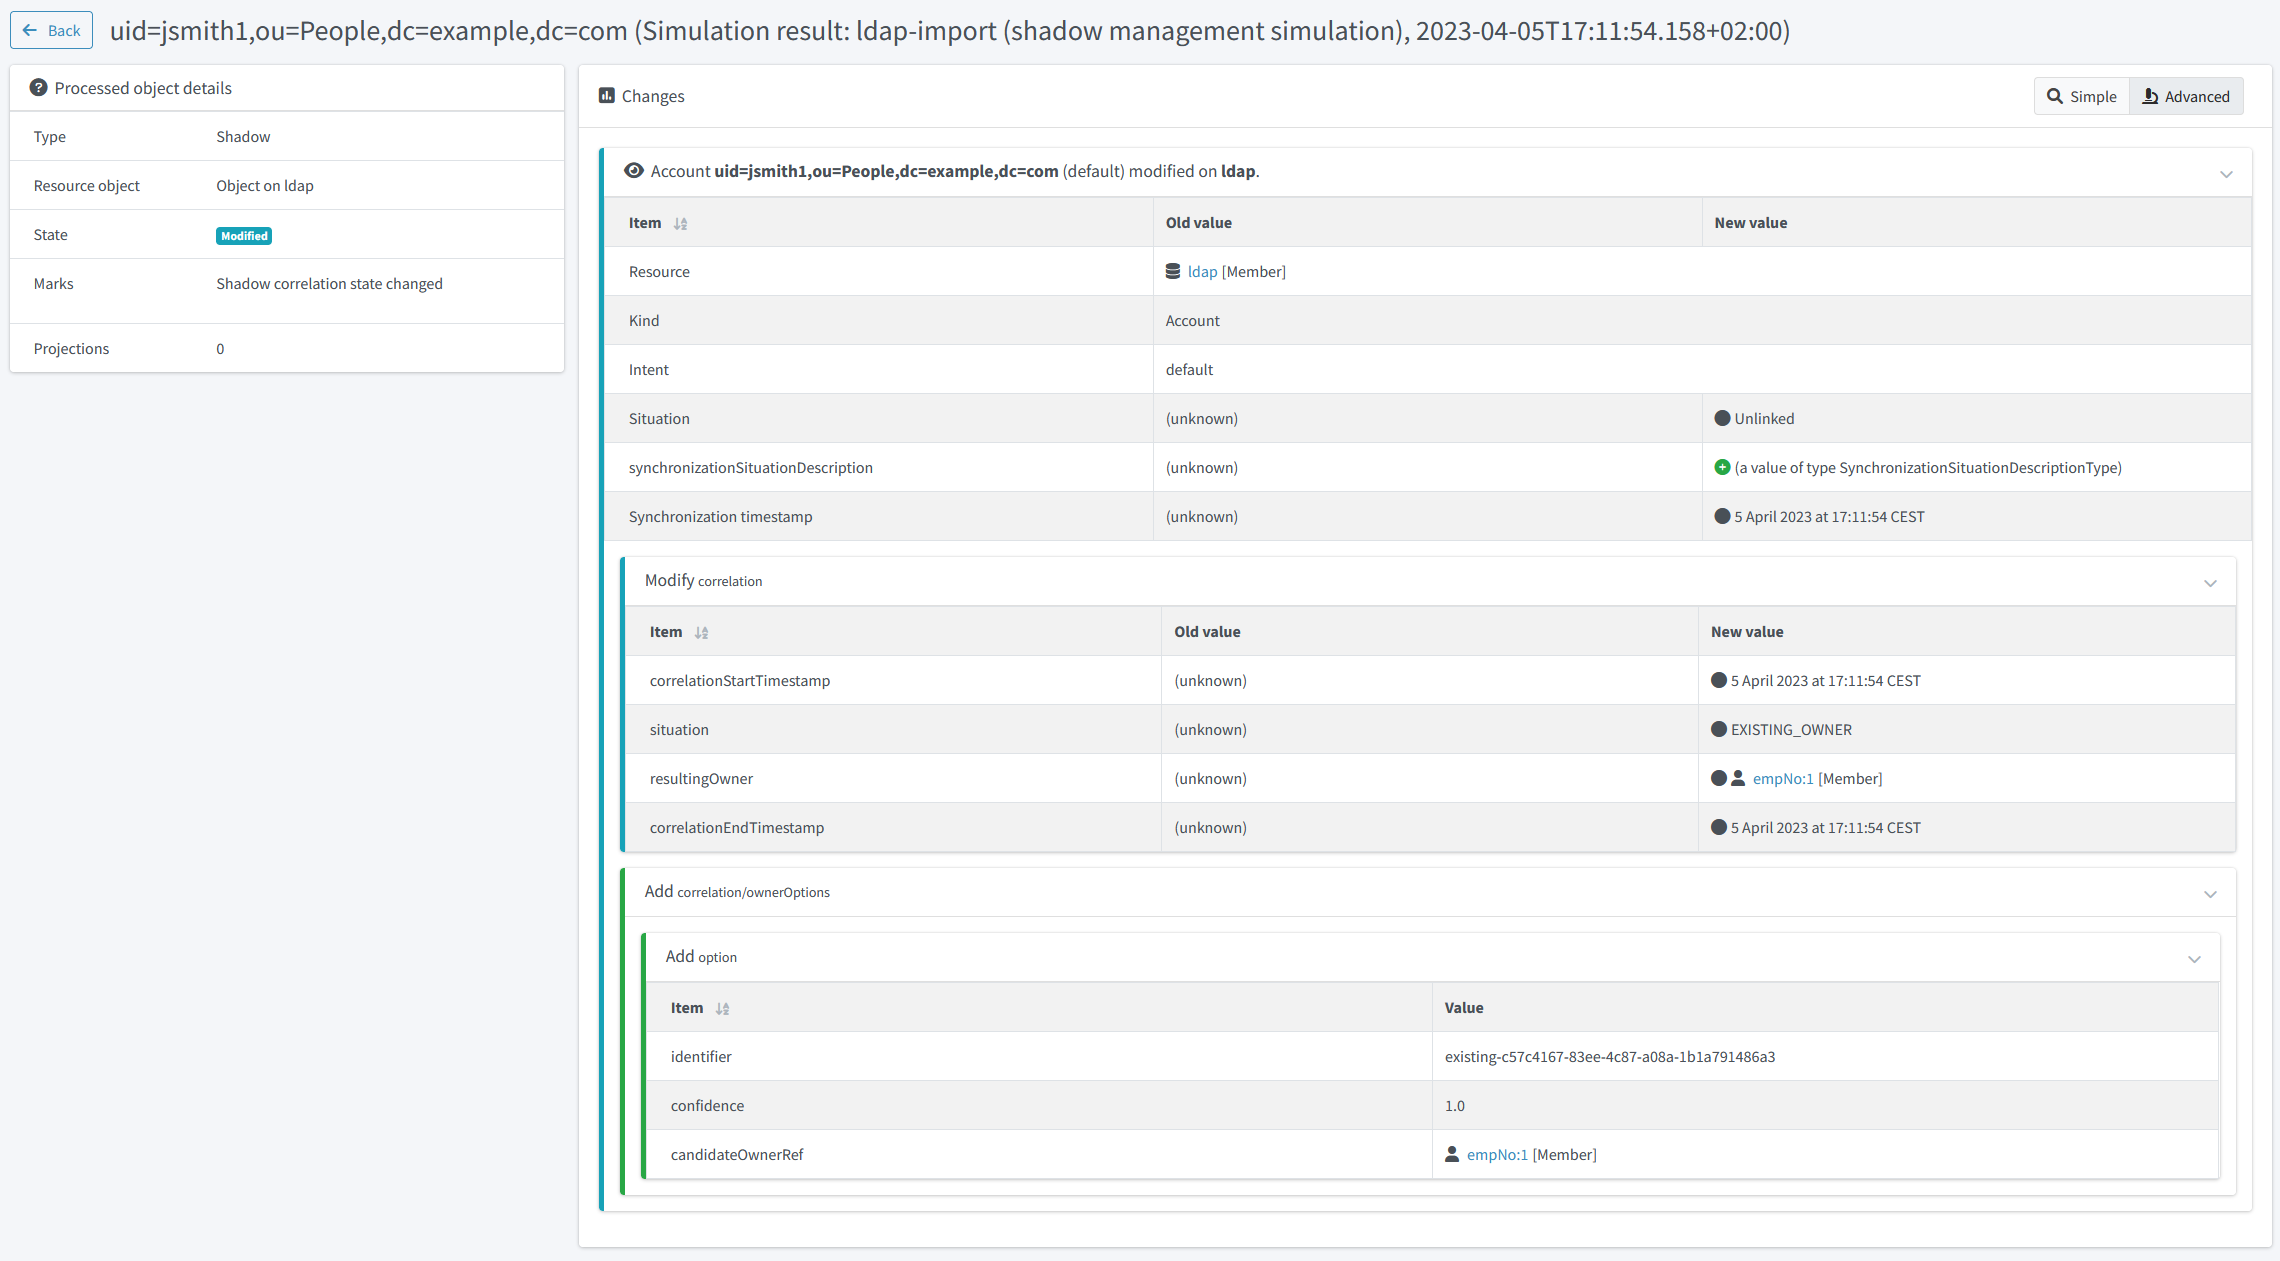 Back
uid=jsmith1,ou=People,dc=example,dc=com (Simulation result: ldap-import (shadow management simulation), 2023-04-05T17:11:54.158+02:00)
Processed object details
Type Shadow
Resource object Object on ldap
State Modified
Marks Shadow correlation state changed
Projections 0
Changes
Simple Advanced
Account uid=jsmith1,ou=People,dc=example,dc=com (default) modified on ldap.
Item Old value New value
Resource ldap [Member]
Kind Account
Intent default
Situation (unknown) Unlinked
synchronizationSituationDescription (unknown) (a value of type SynchronizationSituationDescriptionType)
Synchronization timestamp (unknown) 5 April 2023 at 17:11:54 CEST
Modify correlation
Item Old value New value
correlationStartTimestamp (unknown) 5 April 2023 at 17:11:54 CEST
situation (unknown) EXISTING_OWNER
resultingOwner (unknown) empNo:1 [Member]
correlationEndTimestamp (unknown) 5 April 2023 at 17:11:54 CEST
Add correlation/ownerOptions
Add option
Item Value
identifier existing-c57c4167-83ee-4c87-a08a-1b1a791486a3
confidence 1.0
candidateOwnerRef empNo:1 [Member]